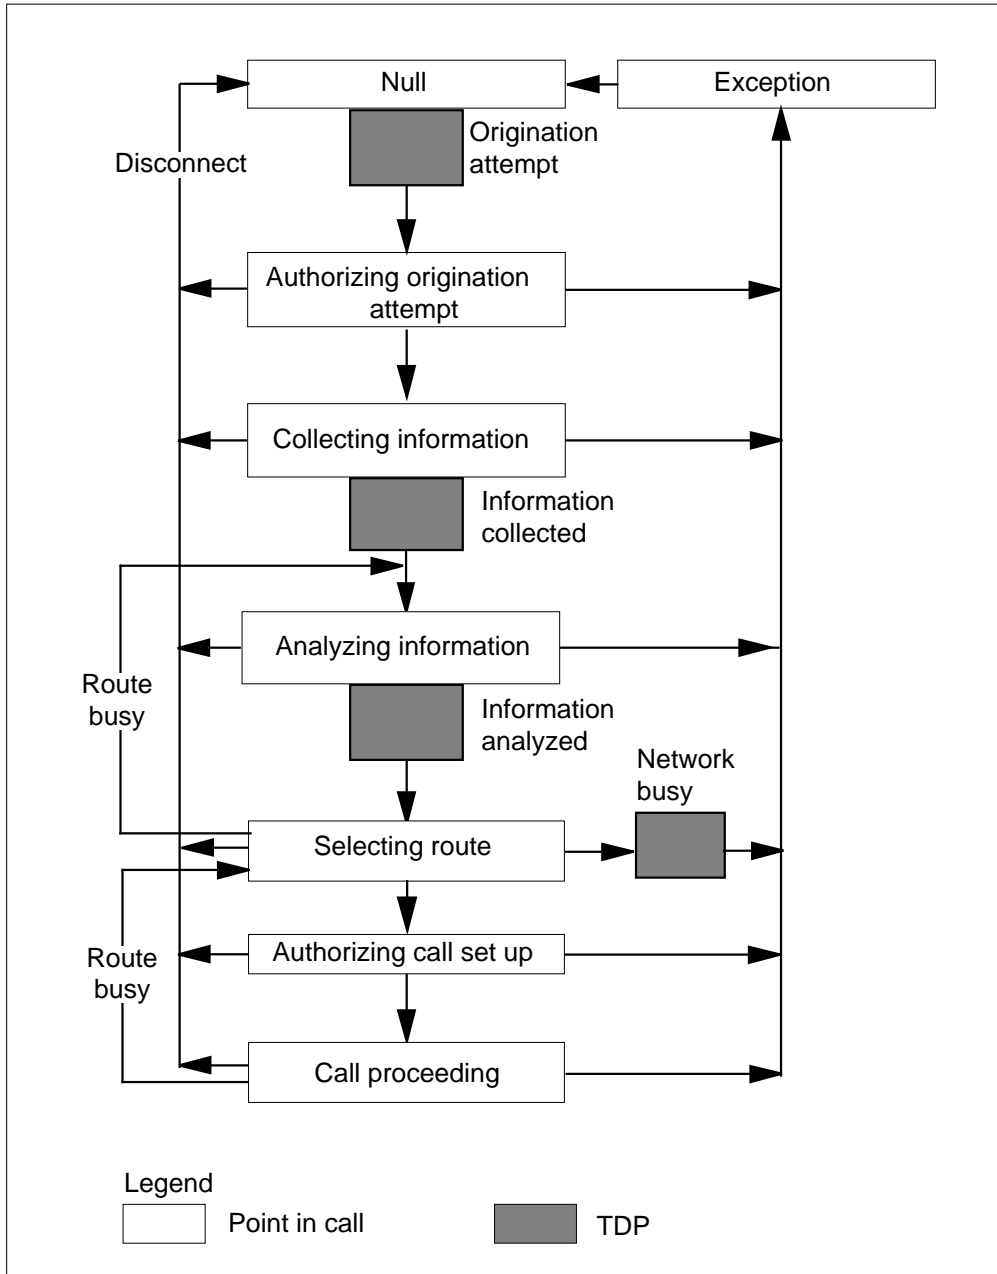 Null
Exception
Origination
attempt
Disconnect
Authorizing origination
attempt
Collecting information
Information
collected
Analyzing information
Route
busy
Information
analyzed
Network
busy
Selecting route
Authorizing call set up
Route
busy
Call proceeding
Legend
Point in call
TDP